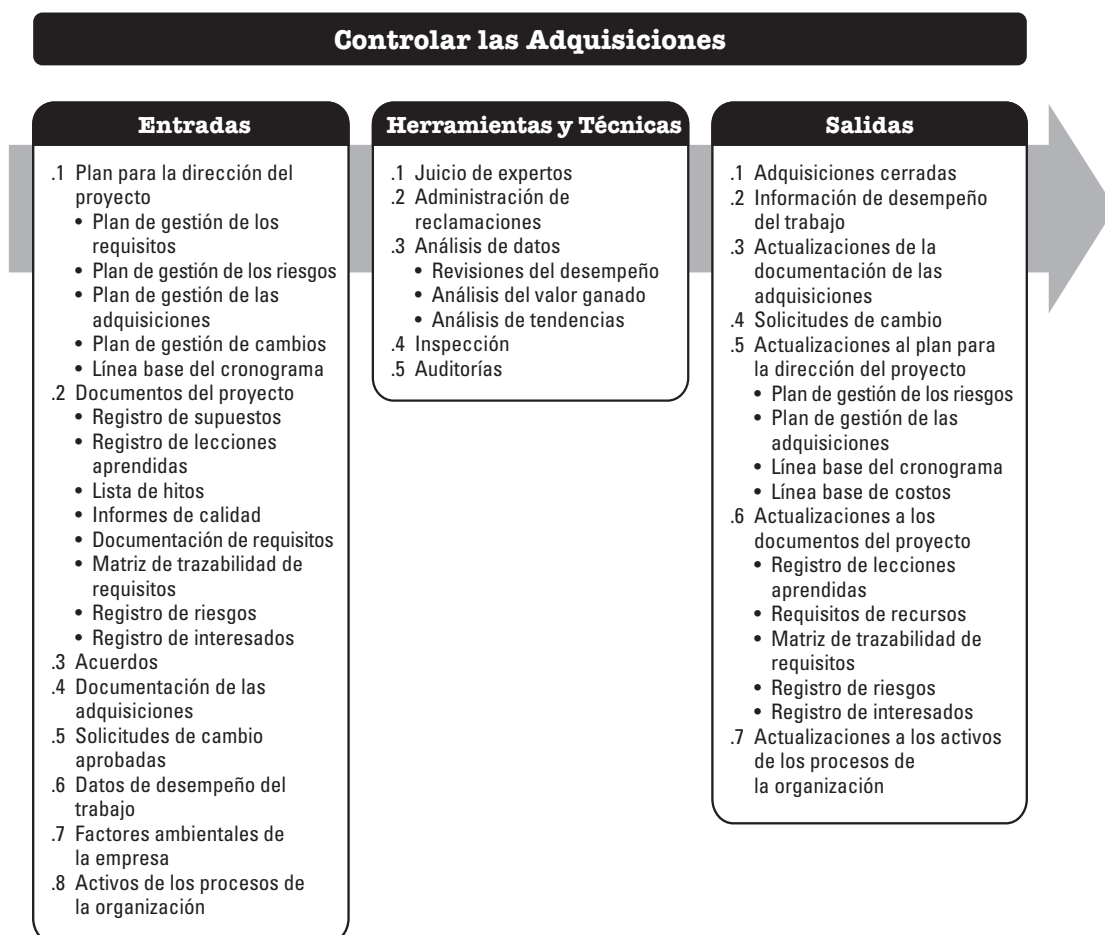 Controlar las Adquisiciones
Entradas
.1 Plan para la dirección del
proyecto
• Plan de gestión de los
requisitos
• Plan de gestión de los riesgos
• Plan de gestión de las
adquisiciones
• Plan de gestión de cambios
• Línea base del cronograma
.2 Documentos del proyecto
• Registro de supuestos
• Registro de lecciones
aprendidas
• Lista de hitos
• Informes de calidad
• Documentación de requisitos
• Matriz de trazabilidad de
requisitos
• Registro de riesgos
• Registro de interesados
.3 Acuerdos
.4 Documentación de las
adquisiciones
.5 Solicitudes de cambio
aprobadas
.6 Datos de desempeño del
trabajo
.7 Factores ambientales de
la empresa
.8 Activos de los procesos de
la organización
Herramientas y Técnicas
.1 Juicio de expertos
.2 Administración de
reclamaciones
.3 Análisis de datos
• Revisiones del desempeño
• Análisis del valor ganado
• Análisis de tendencias
.4 Inspección
.5 Auditorías
Salidas
.1 Adquisiciones cerradas
.2 Información de desempeño
del trabajo
.3 Actualizaciones de la
documentación de las
adquisiciones
.4 Solicitudes de cambio
.5 Actualizaciones al plan para
la dirección del proyecto
• Plan de gestión de los riesgos
• Plan de gestión de las
adquisiciones
• Línea base del cronograma
• Línea base de costos
.6 Actualizaciones a los
documentos del proyecto
• Registro de lecciones
aprendidas
• Requisitos de recursos
• Matriz de trazabilidad de
requisitos
• Registro de riesgos
• Registro de interesados
.7 Actualizaciones a los activos
de los procesos de
la organización